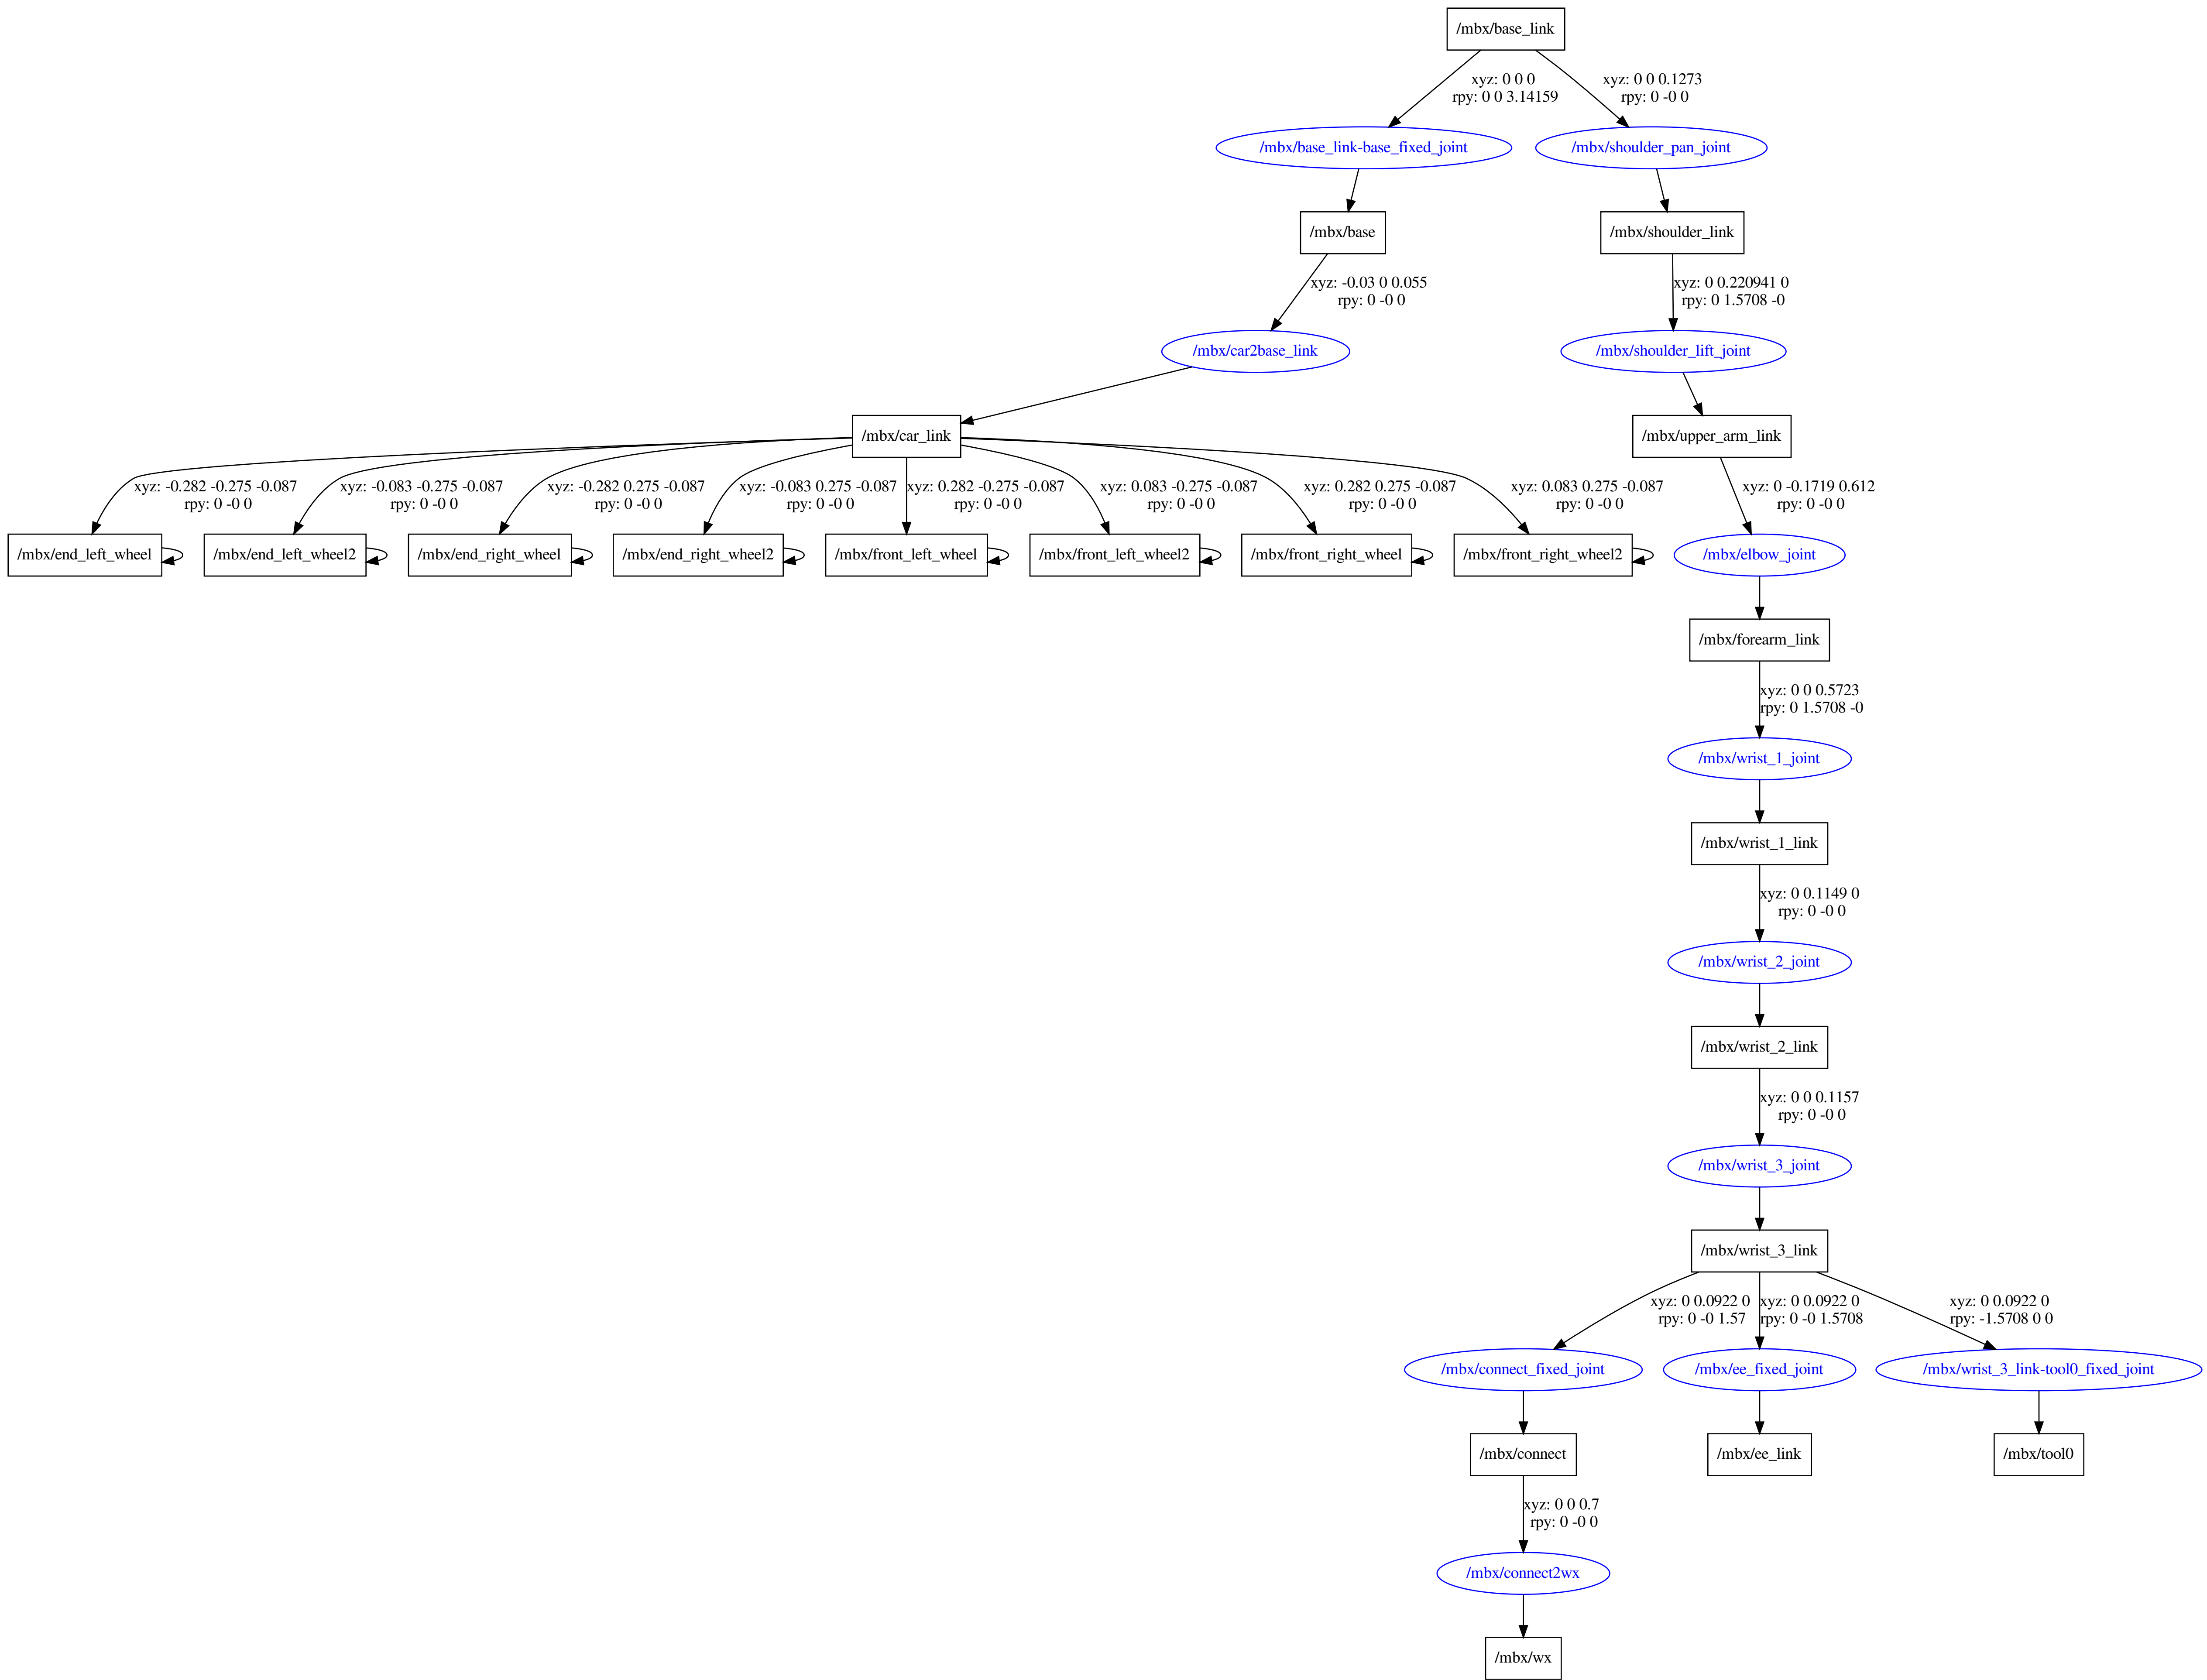 /mbx/base_link
xyz: 0 0 0
rpy: 0 0 3.14159
xyz: 0 0 0.1273
rpy: 0 -0 0
/mbx/base_link-base_fixed_joint
/mbx/shoulder_pan_joint
/mbx/base
/mbx/shoulder_link
xyz: -0.03 0 0.055
rpy: 0 -0 0
xyz: 0 0.220941 0
rpy: 0 1.5708 -0
/mbx/car2base_link
/mbx/shoulder_lift_joint
/mbx/car_link
/mbx/upper_arm_link
xyz: -0.282 -0.275 -0.087
rpy: 0 -0 0
xyz: -0.083 -0.275 -0.087
rpy: 0 -0 0
xyz: -0.282 0.275 -0.087
rpy: 0 -0 0
xyz: -0.083 0.275 -0.087
rpy: 0 -0 0
xyz: 0.282 -0.275 -0.087
rpy: 0 -0 0
xyz: 0.083 -0.275 -0.087
rpy: 0 -0 0
xyz: 0.282 0.275 -0.087
rpy: 0 -0 0
xyz: 0.083 0.275 -0.087
rpy: 0 -0 0
xyz: 0 -0.1719 0.612
rpy: 0 -0 0
/mbx/end_left_wheel
/mbx/end_left_wheel2
/mbx/end_right_wheel
/mbx/end_right_wheel2
/mbx/front_left_wheel
/mbx/front_left_wheel2
/mbx/front_right_wheel
/mbx/front_right_wheel2
/mbx/elbow_joint
/mbx/forearm_link
xyz: 0 0 0.5723
rpy: 0 1.5708 -0
/mbx/wrist_1_joint
/mbx/wrist_1_link
xyz: 0 0.1149 0
rpy: 0 -0 0
/mbx/wrist_2_joint
/mbx/wrist_2_link
xyz: 0 0 0.1157
rpy: 0 -0 0
/mbx/wrist_3_joint
/mbx/wrist_3_link
xyz: 0 0.0922 0
rpy: 0 -0 1.57
xyz: 0 0.0922 0
rpy: 0 -0 1.5708
xyz: 0 0.0922 0
rpy: -1.5708 0 0
/mbx/connect_fixed_joint
/mbx/ee_fixed_joint
/mbx/wrist_3_link-tool0_fixed_joint
/mbx/connect
/mbx/ee_link
/mbx/tool0
xyz: 0 0 0.7
rpy: 0 -0 0
/mbx/connect2wx
/mbx/wx